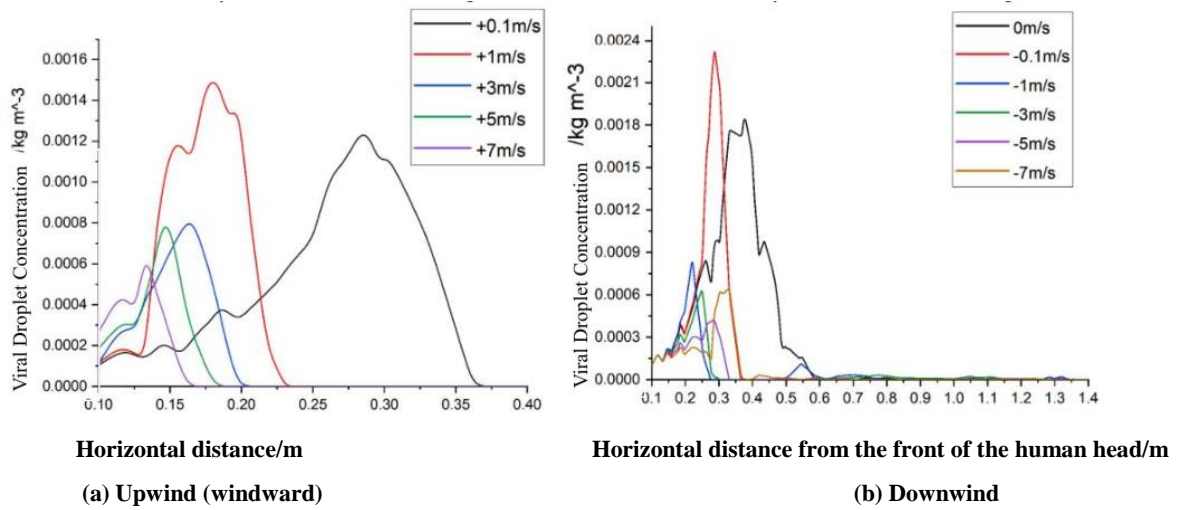 +0.1m/s
+1m/s
+3m/s
+5m/s
+7m/s
Viral Droplet Concentration /kg m^-3
0.0016
0.0014
0.0012
0.0010
0.0008
0.0006
0.0004
0.0002
0.0000
0.10 0.15 0.20 0.25 0.30 0.35 0.40
Horizontal distance/m
(a) Upwind (windward)
0m/s
-0.1m/s
-1m/s
-3m/s
-5m/s
-7m/s
Viral Droplet Concentration /kg m^-3
0.0024
0.0021
0.0018
0.0015
0.0012
0.0009
0.0006
0.0003
0.0000
0.1 0.2 0.3 0.4 0.5 0.6 0.7 0.8 0.9 1.0 1.1 1.2 1.3 1.4
Horizontal distance from the front of the human head/m
(b) Downwind